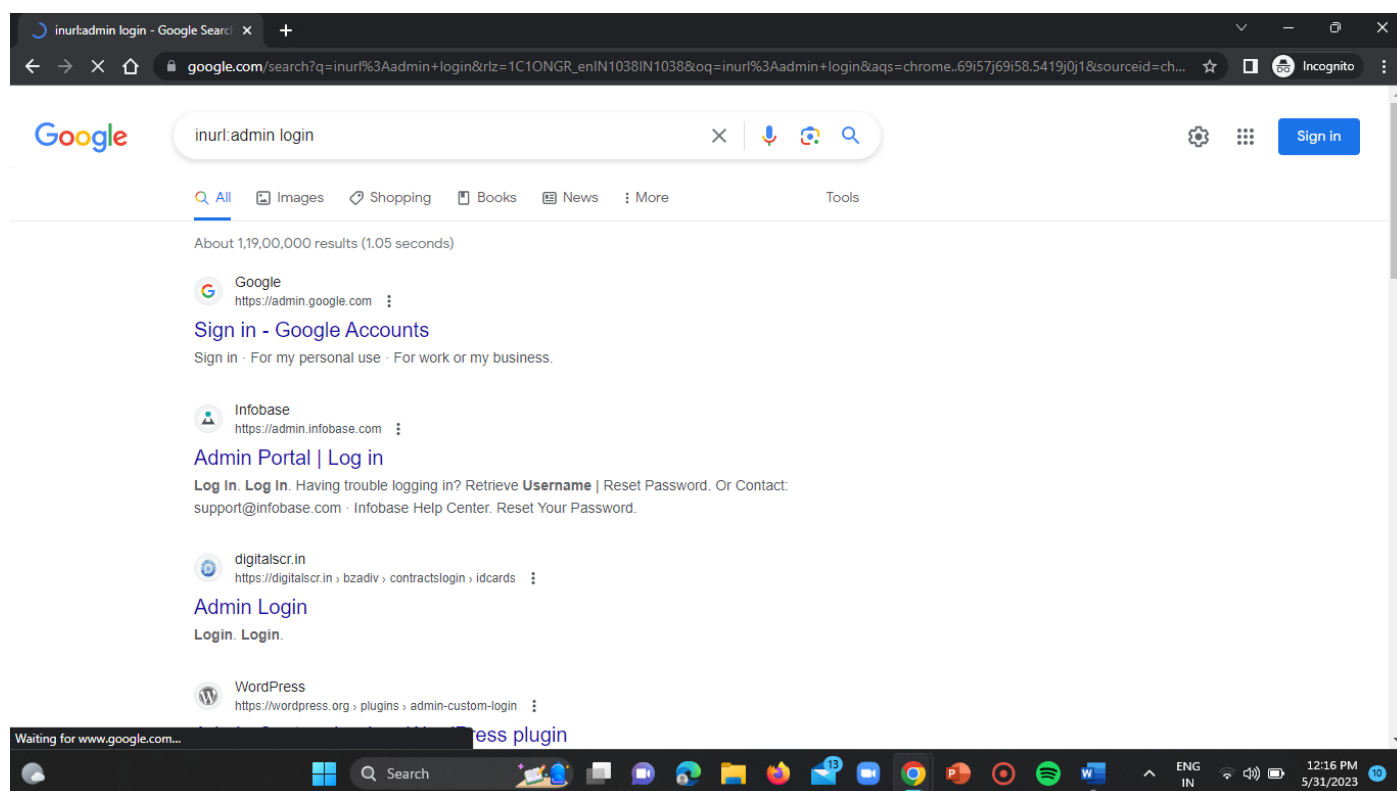 inurl:admin login - Google Search
google.com/search?q=inurl%3Aadmin+login&rlz=1C1ONGR_enIN1038IN1038&oq=inurl%3Aadmin+login&aqs=chrome..69i57j69i58.5419j0j1&sourceid=ch...
Incognito
Google
inurl:admin login
Sign in
All Images Shopping Books News More Tools
About 1,19,00,000 results (1.05 seconds)
Google
https://admin.google.com
Sign in - Google Accounts
Sign in · For my personal use · For work or my business.
Infobase
https://admin.infobase.com
Admin Portal | Log in
Log In. Log In. Having trouble logging in? Retrieve Username | Reset Password. Or Contact:
support@infobase.com · Infobase Help Center. Reset Your Password.
digitalscr.in
https://digitalscr.in › bzadiv › contractslogin › idcards
Admin Login
Login. Login.
WordPress
https://wordpress.org › plugins › admin-custom-login
plugin
Waiting for www.google.com...
Search
13
ENG
IN
12:16 PM
5/31/2023
10